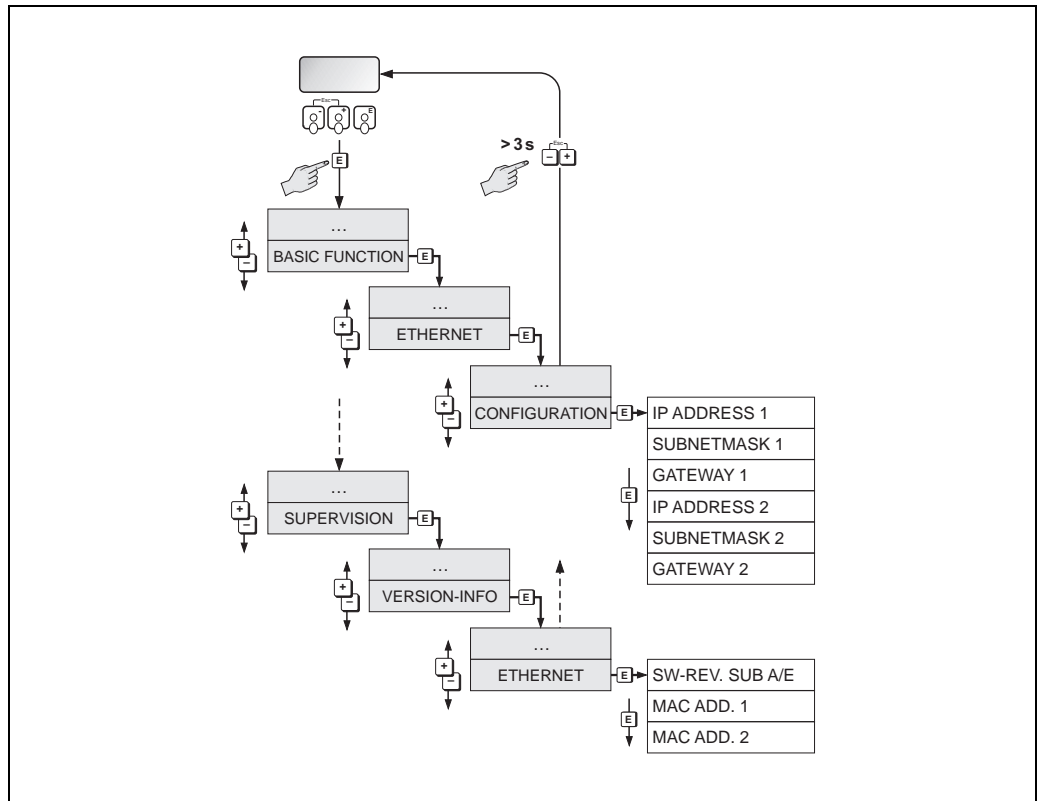 Esc
- + E
E
> 3 s
Esc
– +
…
BASIC FUNCTION
+
–
E
…
ETHERNET
+
–
E
…
CONFIGURATION
+
–
E
IP ADDRESS 1
SUBNETMASK 1
GATEWAY 1
IP ADDRESS 2
SUBNETMASK 2
GATEWAY 2
E
…
SUPERVISION
+
–
E
…
VERSION-INFO
+
–
E
…
ETHERNET
+
–
E
SW-REV. SUB A/E
MAC ADD. 1
MAC ADD. 2
E